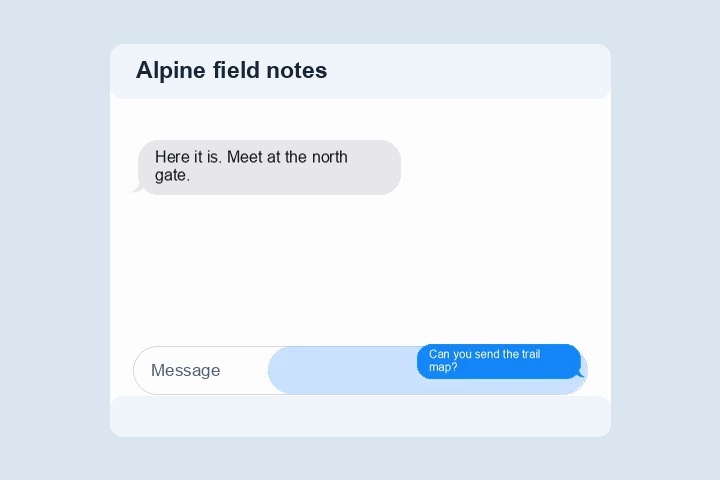 Alpine field notes
Here it is. Meet at the north
gate.
Can you send the trail
map?
Message